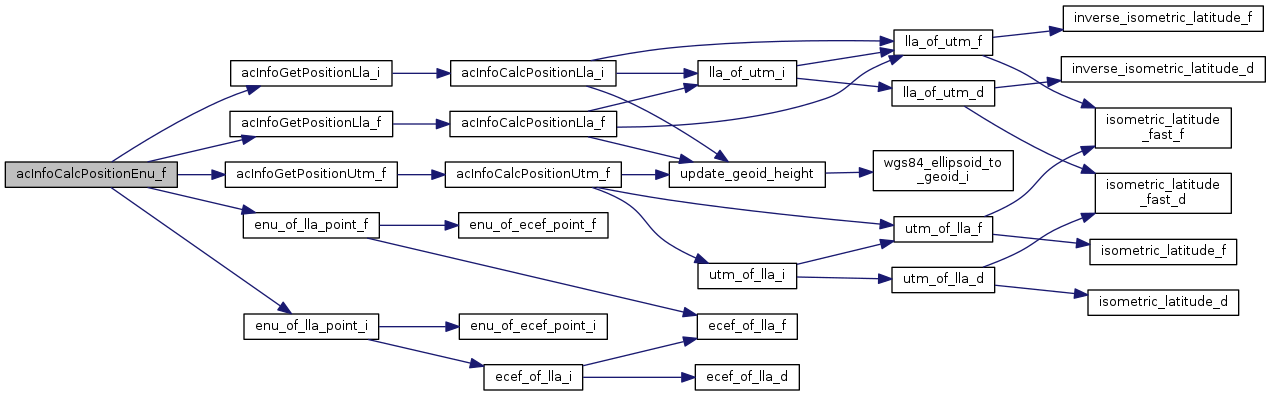 acInfoCalcPositionEnu_f
acInfoGetPositionLla_i
acInfoGetPositionLla_f
acInfoGetPositionUtm_f
enu_of_lla_point_f
enu_of_lla_point_i
acInfoCalcPositionLla_i
acInfoCalcPositionLla_f
acInfoCalcPositionUtm_f
enu_of_ecef_point_f
enu_of_ecef_point_i
ecef_of_lla_i
lla_of_utm_i
update_geoid_height
utm_of_lla_i
ecef_of_lla_f
ecef_of_lla_d
lla_of_utm_f
lla_of_utm_d
wgs84_ellipsoid_to
_geoid_i
utm_of_lla_f
utm_of_lla_d
inverse_isometric_latitude_f
inverse_isometric_latitude_d
isometric_latitude
_fast_f
isometric_latitude
_fast_d
isometric_latitude_f
isometric_latitude_d